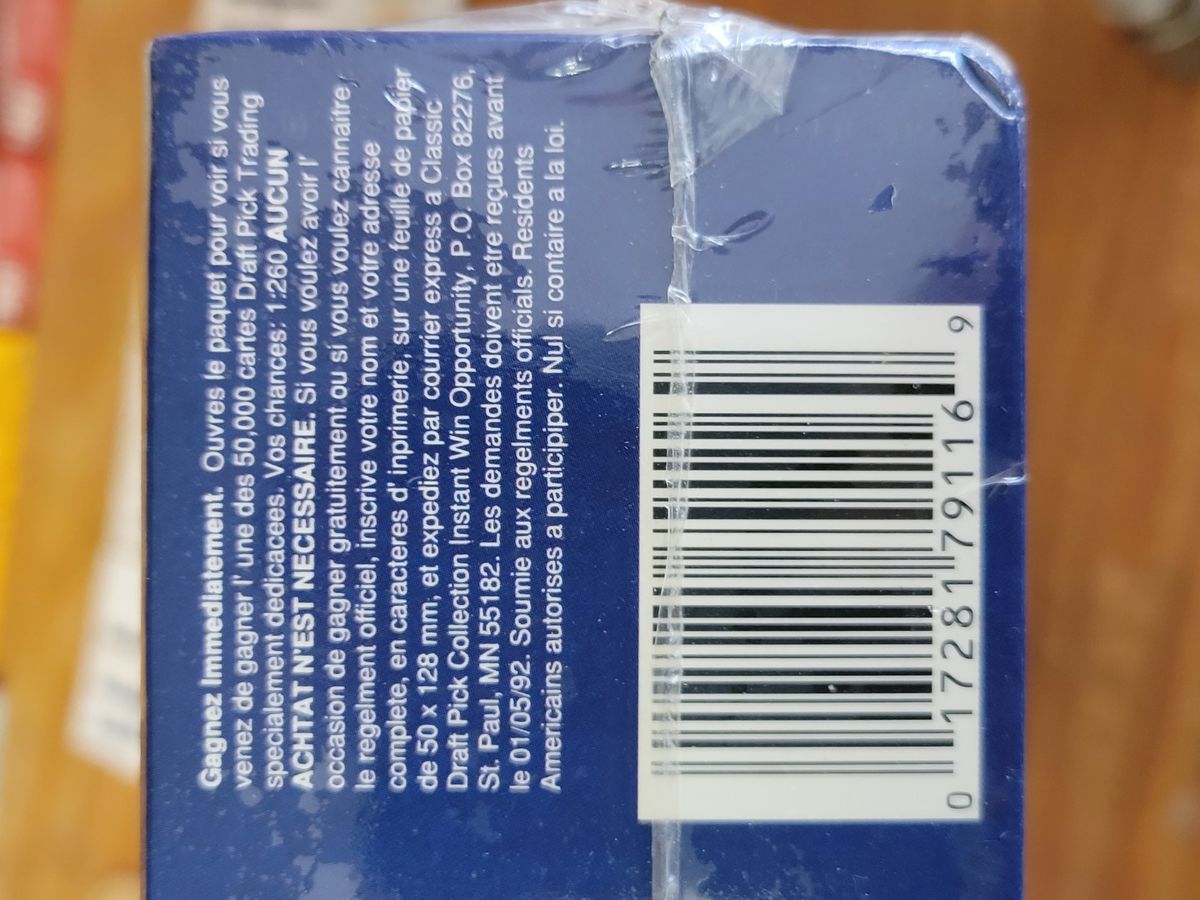 Gagnez Immediatement. Ouvres le paquet pour voir si vous
venez de gagner l'une des 50,000 cartes Draft Pick Trading
specialement dedicacees. Vos chances: 1:260 AUCUN
ACHTAT N'EST NECESSAIRE. Si vous voulez avoir l'
occasion de gagner gratuitement ou si vous voulez cannaitre
le regelment officiel, inscrive votre nom et votre adresse
complete, en caracteres d'inprimerie, sur une feuille de papier
de 50 x 128 mm, et expediez par courrier express a Classic
Draft Pick Collection Instant Win Opportunity, P.O. Box 82276,
St. Paul, MN 55182. Les demandes doivent etre reçues avant
le 01/05/92. Soumie aux regelments officials. Residents
Americains autorises a participiper. Nul si contaire a la loi.
0 17281 79116 9